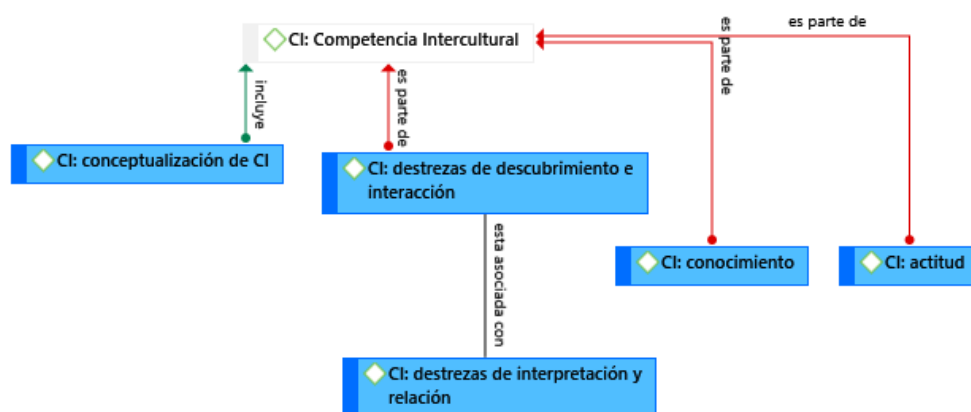 es parte de
CI: Competencia Intercultural
es parte de
incluye
es parte de
CI: conceptualización de CI
CI: destrezas de descubrimiento e
interacción
esta asociada con
CI: conocimiento
CI: actitud
CI: destrezas de interpretación y
relación